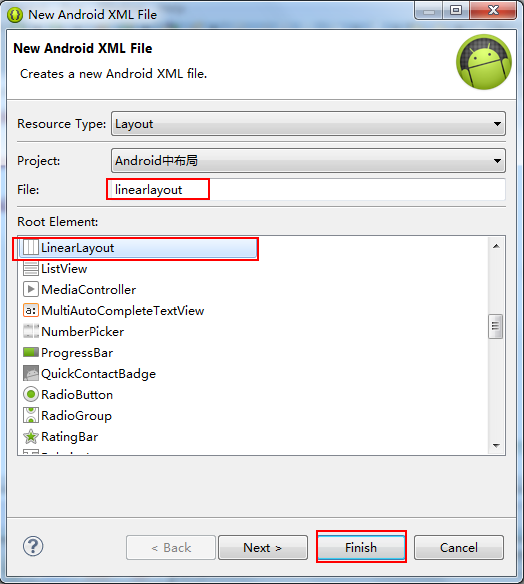 New Android XML File
New Android XML File
Creates a new Android XML file.
Resource Type: Layout
Project: Android中布局
File: linearlayout
Root Element:
LinearLayout
ListView
MediaController
MultiAutoCompleteTextView
NumberPicker
ProgressBar
QuickContactBadge
RadioButton
RadioGroup
RatingBar
? < Back Next > Finish Cancel